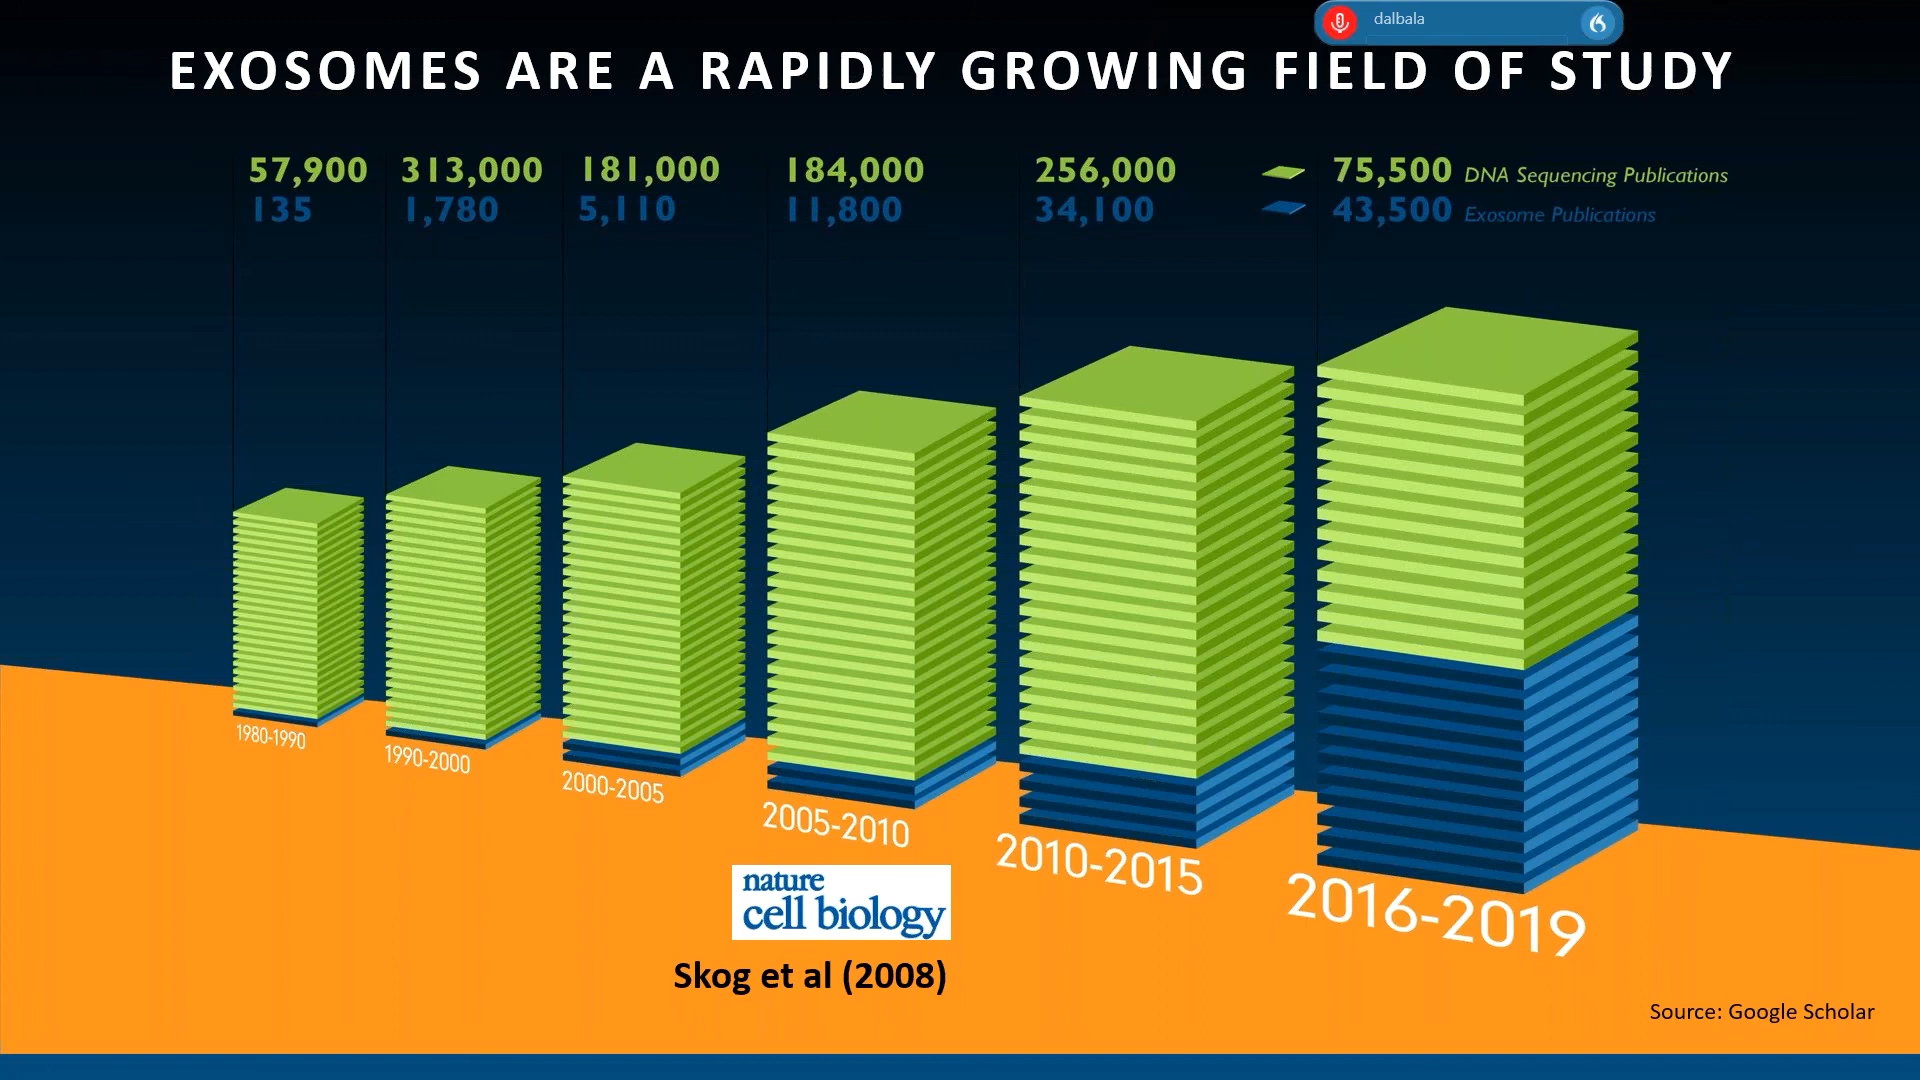 dalbala
EXOSOMES ARE A RAPIDLY GROWING FIELD OF STUDY
57,900 313,000 181,000 184,000 256,000 75,500 DNA Sequencing Publications
135 1,780 5,110 11,800 34,100 43,500 Exosome Publications
1980-1990
1990-2000
2000-2005
2005-2010
2010-2015
2016-2019
nature
cell biology
Skog et al (2008)
Source: Google Scholar